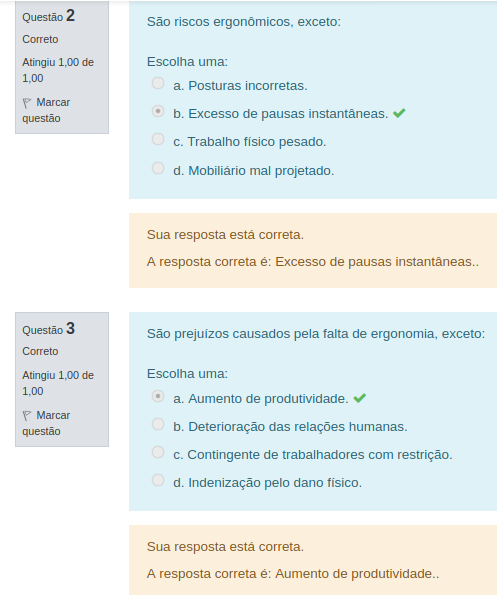 Questão 2
Correto
Atingiu 1,00 de
1,00
Marcar
questão
São riscos ergonômicos, exceto:
Escolha uma:
a. Posturas incorretas.
b. Excesso de pausas instantâneas.
c. Trabalho físico pesado.
d. Mobiliário mal projetado.
Sua resposta está correta.
A resposta correta é: Excesso de pausas instantâneas..
Questão 3
Correto
Atingiu 1,00 de
1,00
Marcar
questão
São prejuízos causados pela falta de ergonomia, exceto:
Escolha uma:
a. Aumento de produtividade.
b. Deterioração das relações humanas.
c. Contingente de trabalhadores com restrição.
d. Indenização pelo dano físico.
Sua resposta está correta.
A resposta correta é: Aumento de produtividade..